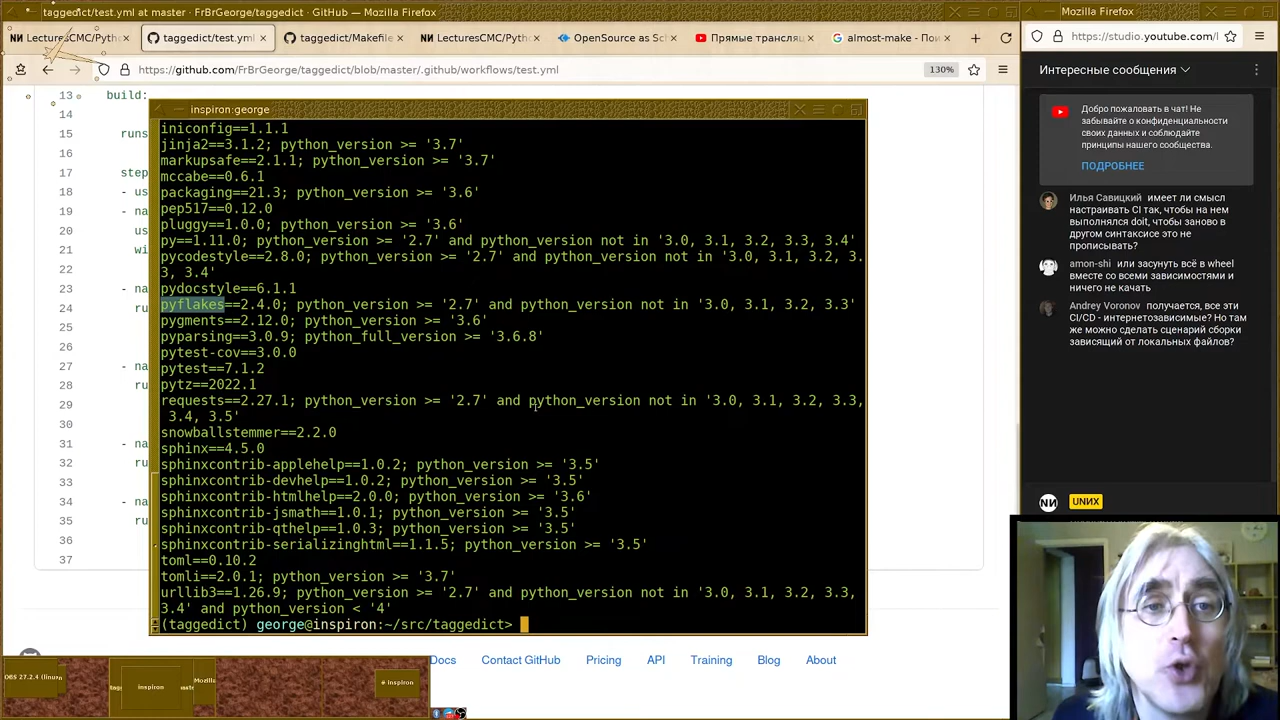 taggedict/test.yml at master · FrBrGeorge/taggedict · GitHub — Mozilla Firefox
Mozilla Firefox
LecturesCMC/Pytho
taggedict/test.yml
taggedict/Makefile
LecturesCMC/Pytho
OpenSource as Sc
Прямые трансляц
almost-make - Пои
https://github.com/FrBrGeorge/taggedict/blob/master/.github/workflows/test.yml
130%
https://studio.youtube.com/l
13 build:
14
15 runs
16
17 step
18 - us
19 - na
20 us
21 wi
22
23 - na
24 ru
25
26
27 - na
28 ru
29
30
31 - na
32 ru
33
34 - na
35 ru
36
37
inspiron:george
iniconfig==1.1.1
jinja2==3.1.2; python_version >= '3.7'
markupsafe==2.1.1; python_version >= '3.7'
mccabe==0.6.1
packaging==21.3; python_version >= '3.6'
pep517==0.12.0
pluggy==1.0.0; python_version >= '3.6'
py==1.11.0; python_version >= '2.7' and python_version not in '3.0, 3.1, 3.2, 3.3, 3.4'
pycodestyle==2.8.0; python_version >= '2.7' and python_version not in '3.0, 3.1, 3.2, 3.
3, 3.4'
pydocstyle==6.1.1
pyflakes==2.4.0; python_version >= '2.7' and python_version not in '3.0, 3.1, 3.2, 3.3'
pygments==2.12.0; python_version >= '3.6'
pyparsing==3.0.9; python_full_version >= '3.6.8'
pytest-cov==3.0.0
pytest==7.1.2
pytz==2022.1
requests==2.27.1; python_version >= '2.7' and python_version not in '3.0, 3.1, 3.2, 3.3,
3.4, 3.5'
snowballstemmer==2.2.0
sphinx==4.5.0
sphinxcontrib-applehelp==1.0.2; python_version >= '3.5'
sphinxcontrib-devhelp==1.0.2; python_version >= '3.5'
sphinxcontrib-htmlhelp==2.0.0; python_version >= '3.6'
sphinxcontrib-jsmath==1.0.1; python_version >= '3.5'
sphinxcontrib-qthelp==1.0.3; python_version >= '3.5'
sphinxcontrib-serializinghtml==1.1.5; python_version >= '3.5'
toml==0.10.2
tomli==2.0.1; python_version >= '3.7'
urllib3==1.26.9; python_version >= '2.7' and python_version not in '3.0, 3.1, 3.2, 3.3,
3.4' and python_version < '4'
(taggedict) george@inspiron:~/src/taggedict>
Docs Contact GitHub Pricing API Training Blog About
OBS 27.2.4 (linux
tagg
inspiron
Mozilla
# inspiron
Интересные сообщения
Добро пожаловать в чат! Не
забывайте о конфиденциальности
своих данных и соблюдайте
принципы нашего сообщества.
ПОДРОБНЕЕ
Илья Савицкий имеет ли смысл
настраивать CI так, чтобы на нем
выполнялся doit, чтобы заново в
другом синтаксисе это не
прописывать?
amon-shi или засунуть всё в wheel
вместе со всеми зависимостями и
ничего не качать?
Andrey Voronov получается, все эти
CI/CD - интернетозависимые? Но там
же можно сделать сценарий сборки
зависящий от локальных файлов?
UNИX